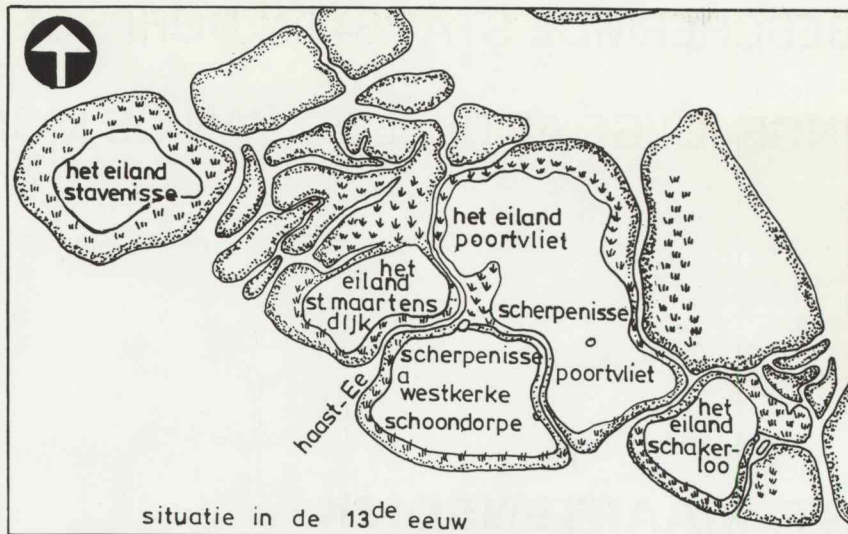 het eiland
stavenisse
het eiland
poortvliet
het
eiland
st.maartens
dijk
scherpenisse
poortvliet
scherpenisse
a
westkerke
schoondorpe
haast-Ee
het
eiland
schaker-
loo
situatie in de 13de eeuw